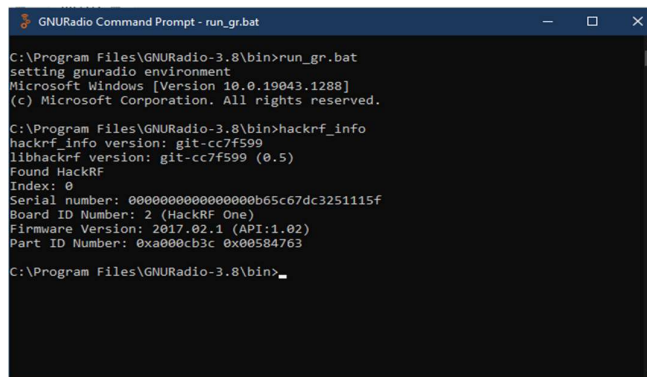 GNURadio Command Prompt - run_gr.bat
C:\Program Files\GNURadio-3.8\bin>run_gr.bat
setting gnuradio environment
Microsoft Windows [Version 10.0.19043.1288]
(c) Microsoft Corporation. All rights reserved.
C:\Program Files\GNURadio-3.8\bin>hackrf_info
hackrf_info version: git-cc7f599
libhackrf version: git-cc7f599 (0.5)
Found HackRF
Index: 0
Serial number: 0000000000000000b65c67dc3251115f
Board ID Number: 2 (HackRF One)
Firmware Version: 2017.02.1 (API:1.02)
Part ID Number: 0xa000cb3c 0x00584763
C:\Program Files\GNURadio-3.8\bin>